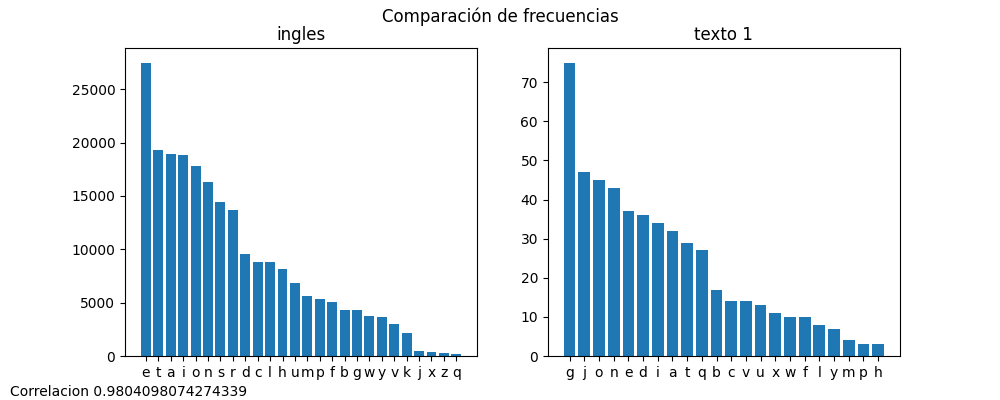 Comparación de frecuencias
ingles
25000
20000
15000
10000
5000
0
e t a i o n s r d c l h u m p f b g w y v k j x z q
texto 1
70
60
50
40
30
20
10
0
g j o n e d i a t q b c v u x w f l y m p h
Correlacion 0.9804098074274339